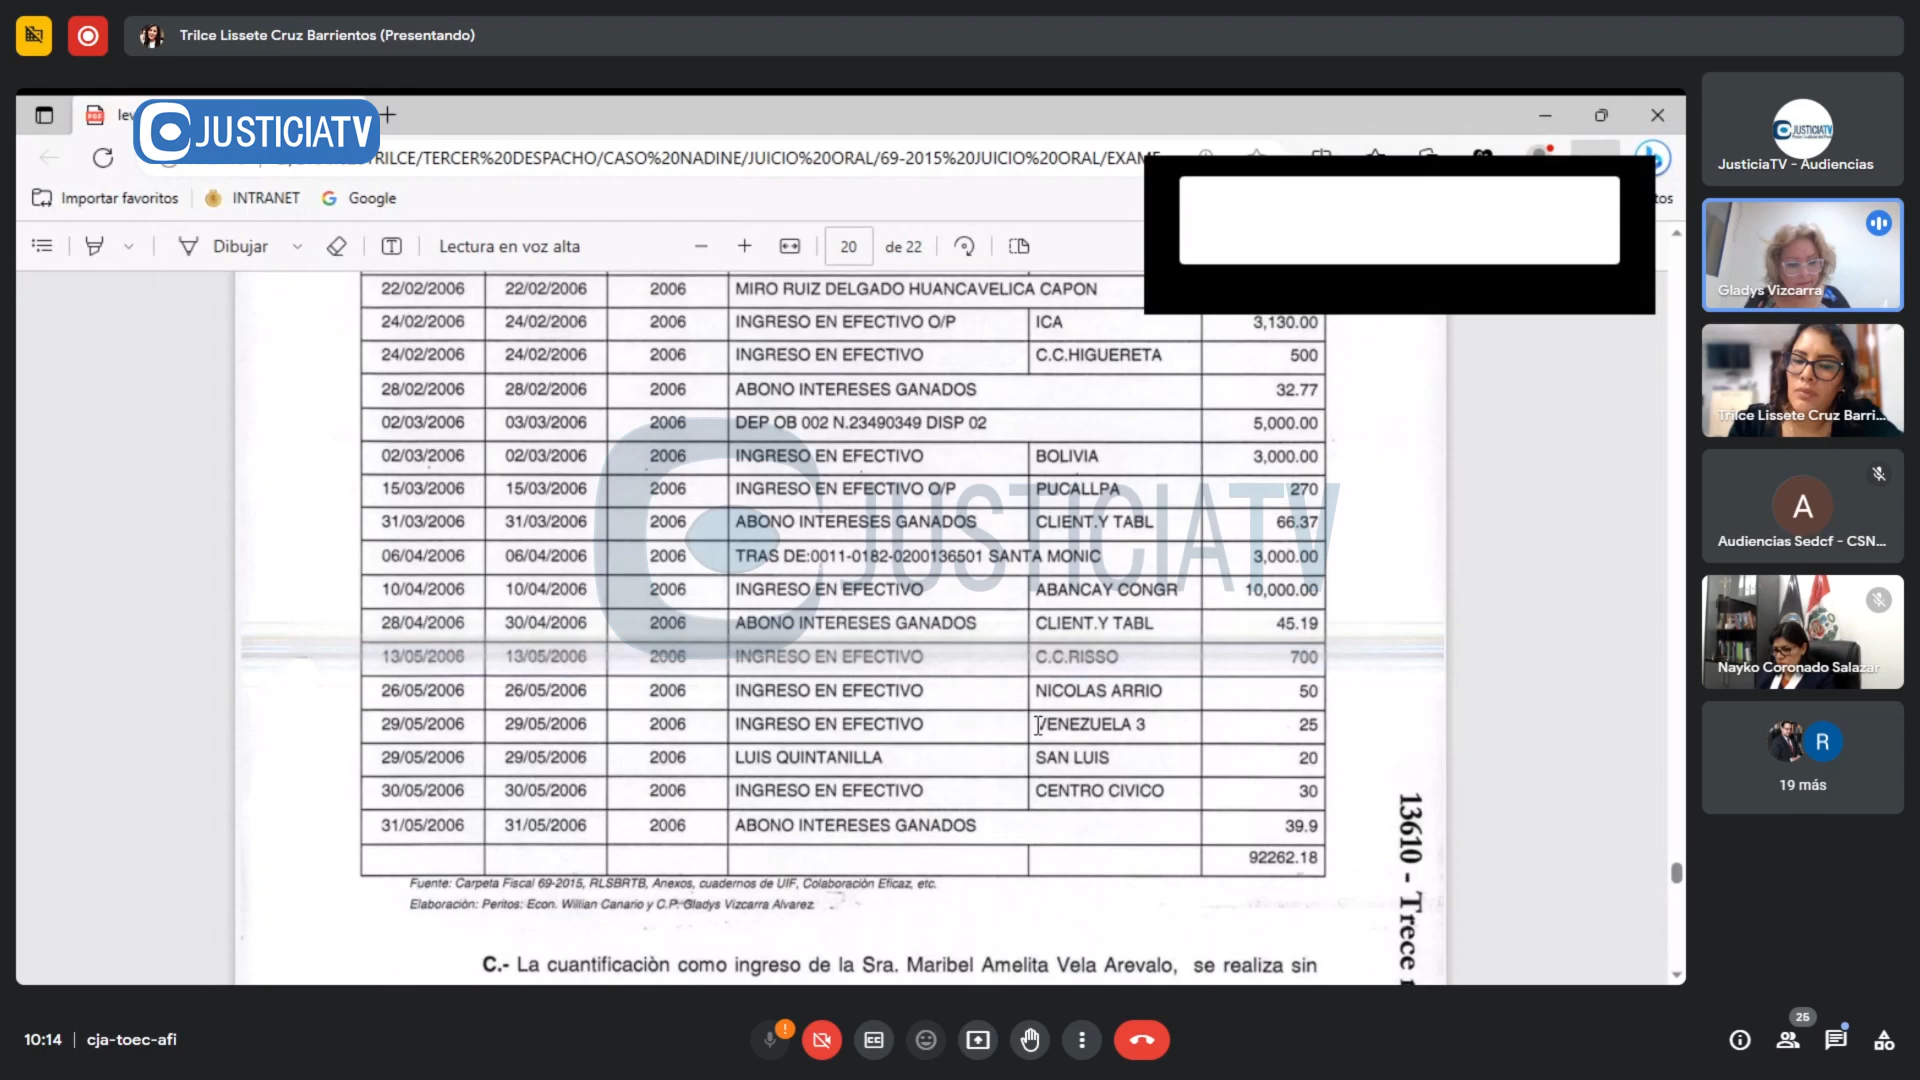 Trilce Lissete Cruz Barrientos (Presentando)
JUSTICIATV
RILCE/TERCER%20DESPACHO/CASO%20NADINE/JUICIO%20ORAL/69-2015%20JUICIO%20ORAL/EXAME
Importar favoritos INTRANET Google
Dibujar Lectura en voz alta 20 de 22
22/02/2006 22/02/2006 2006 MIRO RUIZ DELGADO HUANCAVELICA CAPON
24/02/2006 24/02/2006 2006 INGRESO EN EFECTIVO O/P ICA 3,130.00
24/02/2006 24/02/2006 2006 INGRESO EN EFECTIVO C.C.HIGUERETA 500
28/02/2006 28/02/2006 2006 ABONO INTERESES GANADOS 32.77
02/03/2006 03/03/2006 2006 DEP OB 002 N.23490349 DISP 02 5,000.00
02/03/2006 02/03/2006 2006 INGRESO EN EFECTIVO BOLIVIA 3,000.00
15/03/2006 15/03/2006 2006 INGRESO EN EFECTIVO O/P PUCALLPA 270
31/03/2006 31/03/2006 2006 ABONO INTERESES GANADOS CLIENT.Y TABL 66.37
06/04/2006 06/04/2006 2006 TRAS DE:0011-0182-0200136501 SANTA MONIC 3,000.00
10/04/2006 10/04/2006 2006 INGRESO EN EFECTIVO ABANCAY CONGR 10,000.00
28/04/2006 30/04/2006 2006 ABONO INTERESES GANADOS CLIENT.Y TABL 45.19
13/05/2006 13/05/2006 2006 INGRESO EN EFECTIVO C.C.RISSO 700
26/05/2006 26/05/2006 2006 INGRESO EN EFECTIVO NICOLAS ARRIO 50
29/05/2006 29/05/2006 2006 INGRESO EN EFECTIVO VENEZUELA 3 25
29/05/2006 29/05/2006 2006 LUIS QUINTANILLA SAN LUIS 20
30/05/2006 30/05/2006 2006 INGRESO EN EFECTIVO CENTRO CIVICO 30
31/05/2006 31/05/2006 2006 ABONO INTERESES GANADOS 39.9
92262.18
Fuente: Carpeta Fiscal 69-2015, RLSBRTB, Anexos, cuadernos de UIF, Colaboraciòn Eficaz, etc.
Elaboraciòn: Peritos: Econ. Willian Canario y C.P. Gladys Vizcarra Alvarez
C.- La cuantificaciòn como ingreso de la Sra. Maribel Amelita Vela Arevalo, se realiza sin
13610 - Trece
JUSTICIATV
JUSTICIATV
JusticiaTV - Audiencias
Gladys Vizcarra
Trilce Lissete Cruz Barri...
A
Audiencias Sedcf - CSN...
Nayko Coronado Salazar
R
19 más
10:14 | cja-toec-afi
25